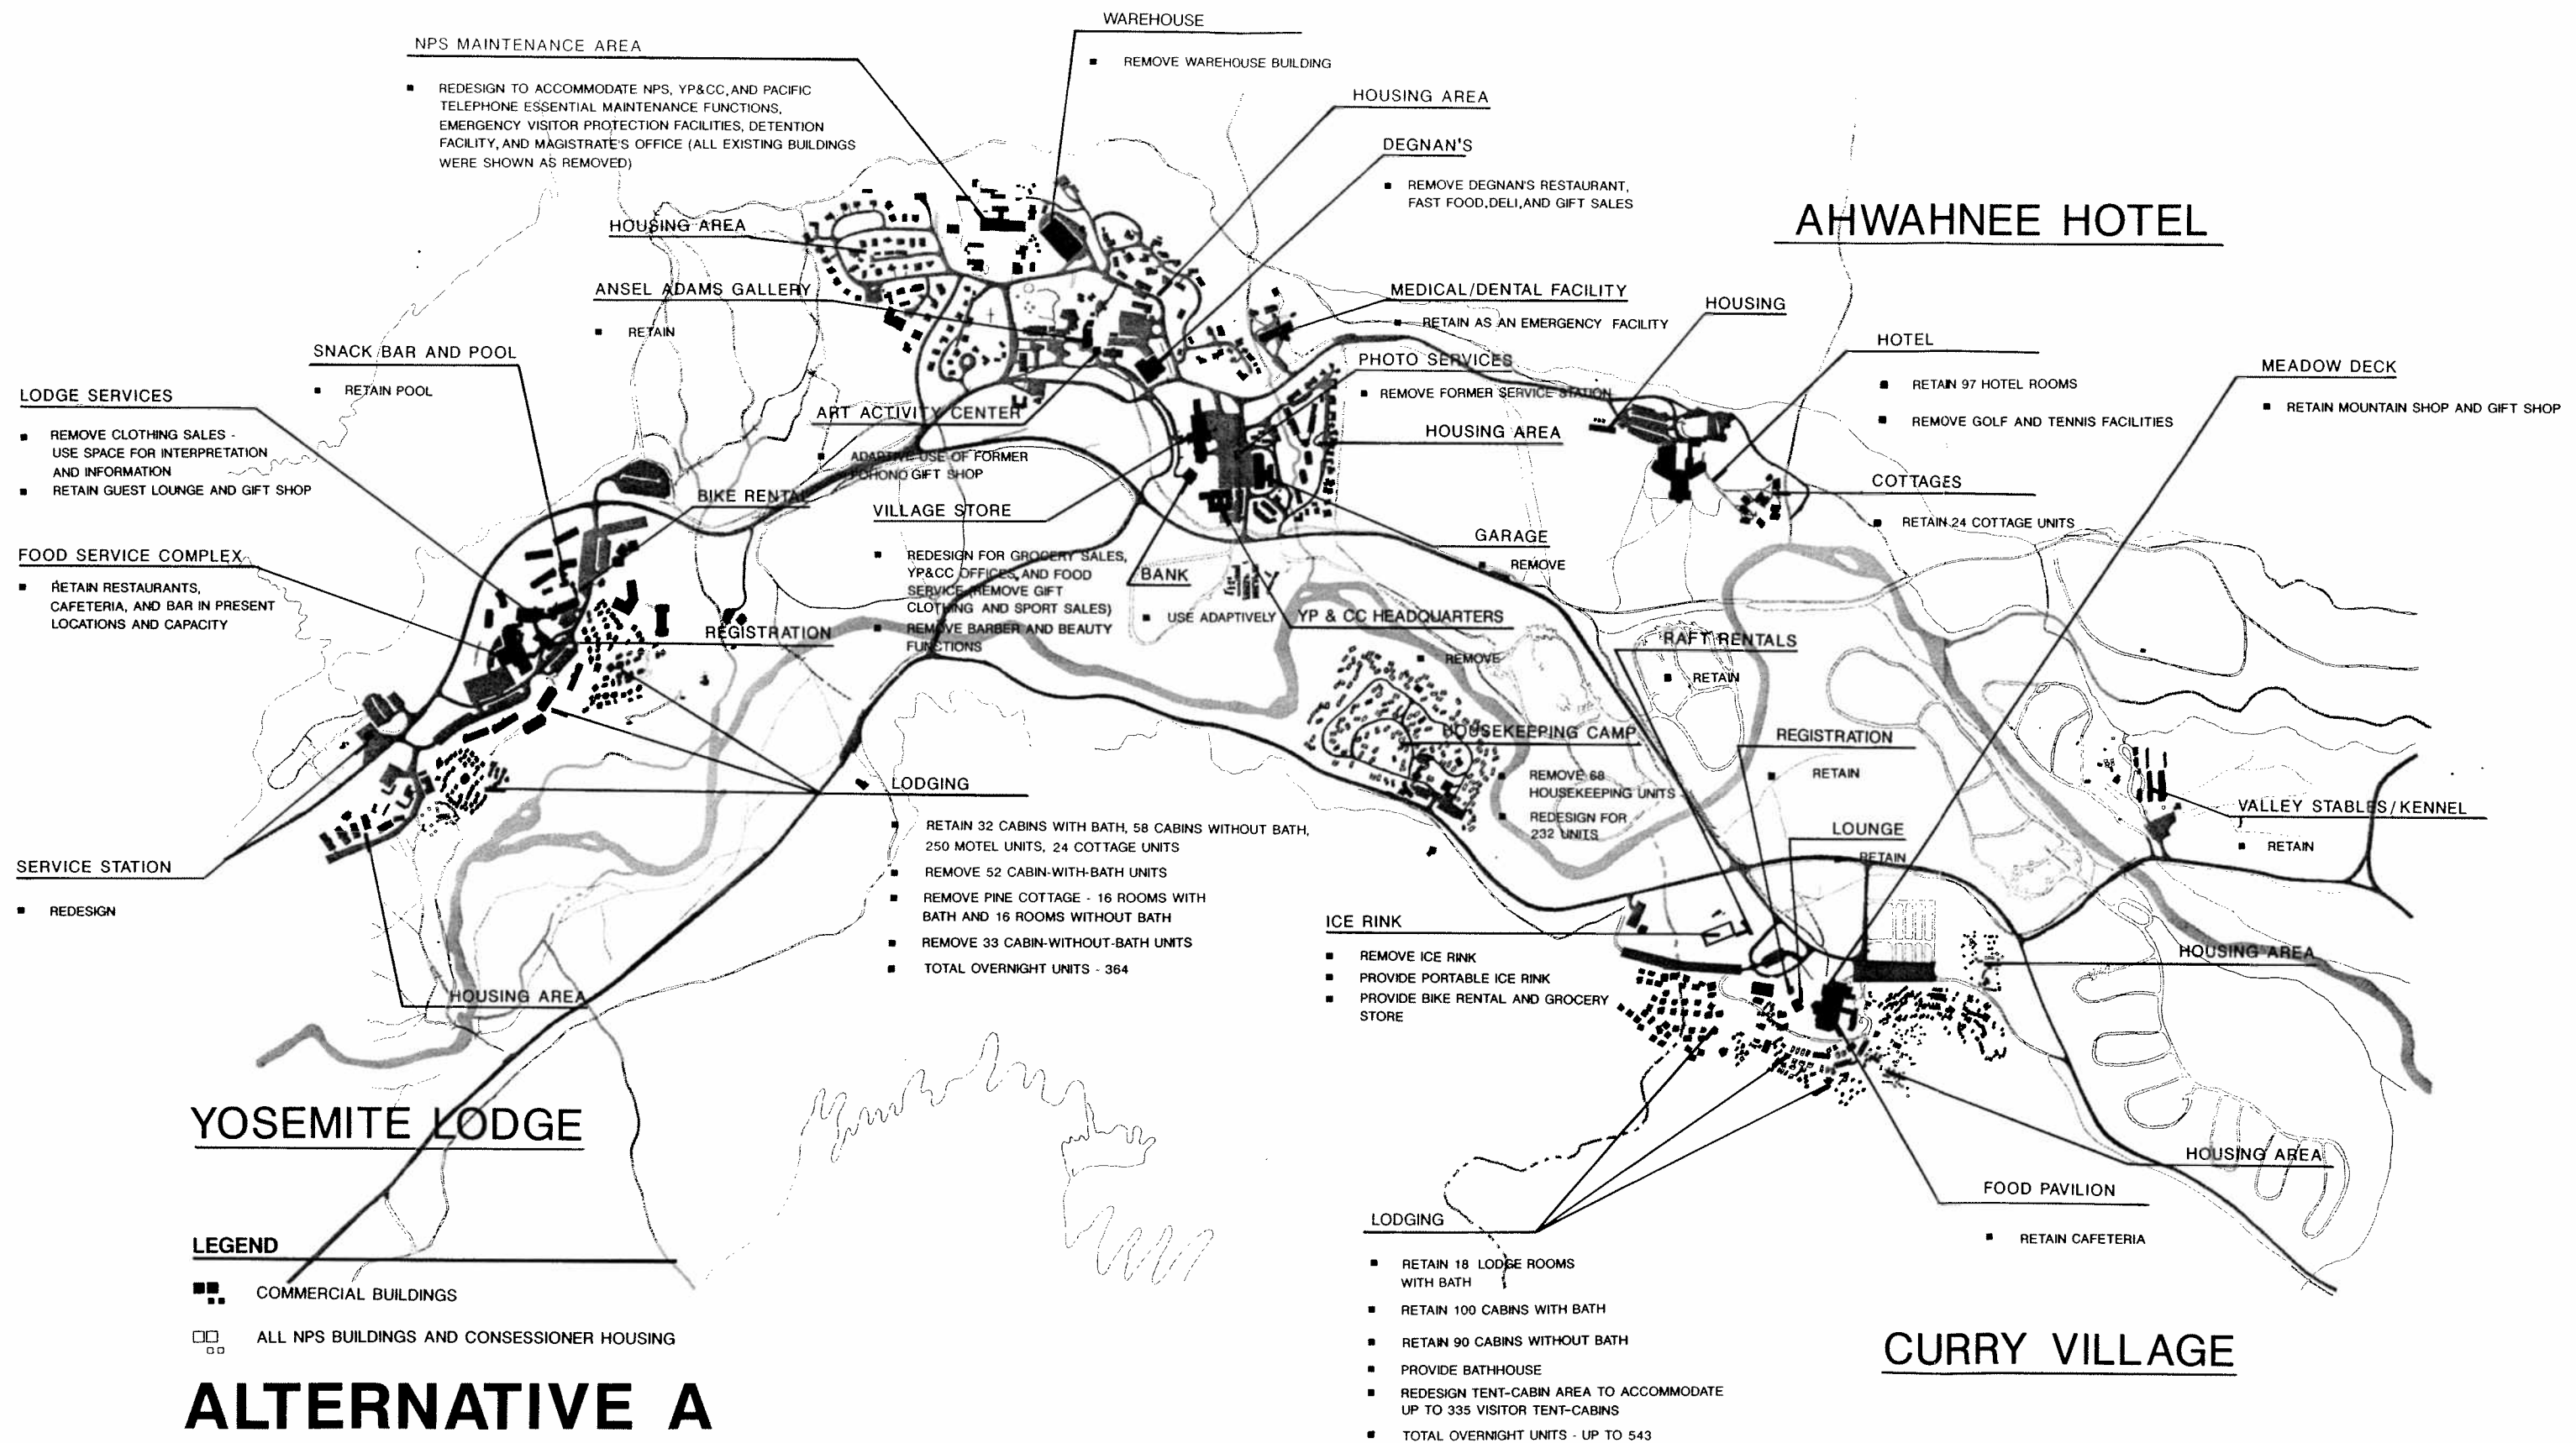 WAREHOUSE
REMOVE WAREHOUSE BUILDING
NPS MAINTENANCE AREA
REDESIGN TO ACCOMMODATE NPS, YP&CC, AND PACIFIC
TELEPHONE ESSENTIAL MAINTENANCE FUNCTIONS,
EMERGENCY VISITOR PROTECTION FACILITIES, DETENTION
FACILITY, AND MAGISTRATE'S OFFICE (ALL EXISTING BUILDINGS
WERE SHOWN AS REMOVED)
HOUSING AREA
DEGNAN'S
REMOVE DEGNAN'S RESTAURANT,
FAST FOOD, DELI, AND GIFT SALES
AHWAHNEE HOTEL
HOUSING AREA
ANSEL ADAMS GALLERY
RETAIN
MEDICAL/DENTAL FACILITY
RETAIN AS AN EMERGENCY FACILITY
HOUSING
HOTEL
RETAIN 97 HOTEL ROOMS
REMOVE GOLF AND TENNIS FACILITIES
MEADOW DECK
RETAIN MOUNTAIN SHOP AND GIFT SHOP
SNACK BAR AND POOL
RETAIN POOL
PHOTO SERVICES
REMOVE FORMER SERVICE STATION
LODGE SERVICES
REMOVE CLOTHING SALES -
USE SPACE FOR INTERPRETATION
AND INFORMATION
RETAIN GUEST LOUNGE AND GIFT SHOP
ART ACTIVITY CENTER
ADAPTIVE USE OF FORMER
POHONO GIFT SHOP
HOUSING AREA
COTTAGES
RETAIN 24 COTTAGE UNITS
BIKE RENTAL
VILLAGE STORE
REDESIGN FOR GROCERY SALES,
YP&CC OFFICES, AND FOOD
SERVICE (REMOVE GIFT
CLOTHING AND SPORT SALES)
REMOVE BARBER AND BEAUTY
FUNCTIONS
GARAGE
REMOVE
FOOD SERVICE COMPLEX
RETAIN RESTAURANTS,
CAFETERIA, AND BAR IN PRESENT
LOCATIONS AND CAPACITY
BANK
USE ADAPTIVELY
YP & CC HEADQUARTERS
REMOVE
REGISTRATION
RAFT RENTALS
RETAIN
HOUSEKEEPING CAMP
REMOVE 68
HOUSEKEEPING UNITS
REDESIGN FOR
232 UNITS
REGISTRATION
RETAIN
LOUNGE
RETAIN
VALLEY STABLES/KENNEL
RETAIN
LODGING
RETAIN 32 CABINS WITH BATH, 58 CABINS WITHOUT BATH,
250 MOTEL UNITS, 24 COTTAGE UNITS
REMOVE 52 CABIN-WITH-BATH UNITS
REMOVE PINE COTTAGE - 16 ROOMS WITH
BATH AND 16 ROOMS WITHOUT BATH
REMOVE 33 CABIN-WITHOUT-BATH UNITS
TOTAL OVERNIGHT UNITS - 364
SERVICE STATION
REDESIGN
ICE RINK
REMOVE ICE RINK
PROVIDE PORTABLE ICE RINK
PROVIDE BIKE RENTAL AND GROCERY
STORE
HOUSING AREA
HOUSING AREA
YOSEMITE LODGE
HOUSING AREA
FOOD PAVILION
RETAIN CAFETERIA
LODGING
RETAIN 18 LODGE ROOMS
WITH BATH
RETAIN 100 CABINS WITH BATH
RETAIN 90 CABINS WITHOUT BATH
PROVIDE BATHHOUSE
REDESIGN TENT-CABIN AREA TO ACCOMMODATE
UP TO 335 VISITOR TENT-CABINS
TOTAL OVERNIGHT UNITS - UP TO 543
CURRY VILLAGE
LEGEND
COMMERCIAL BUILDINGS
ALL NPS BUILDINGS AND CONSESSIONER HOUSING
ALTERNATIVE A